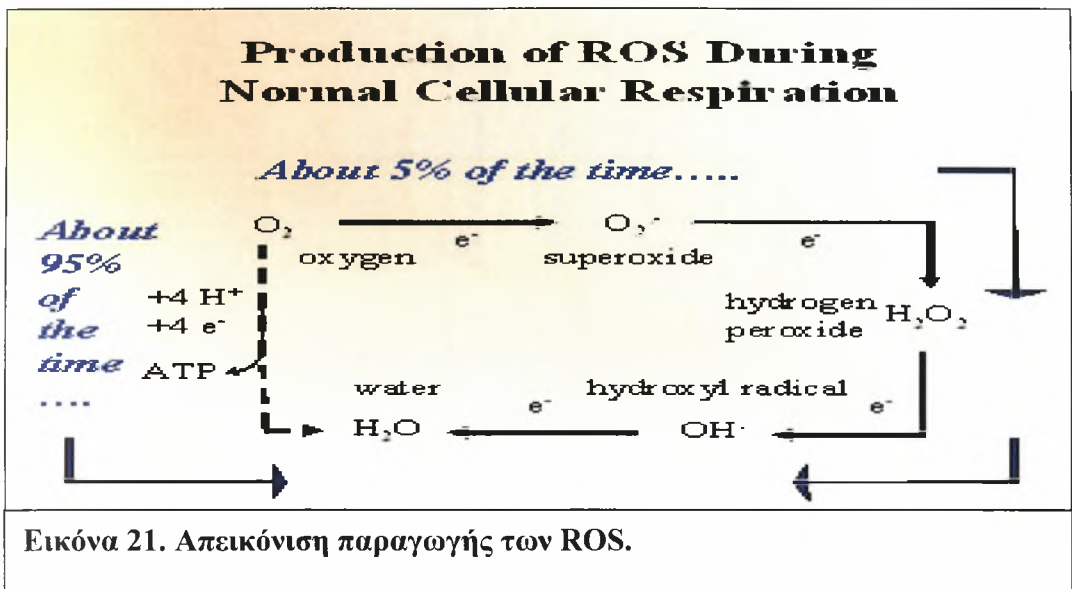 Production of ROS During
Normal Cellular Respiration
About 5% of the time.....
About
95%
of
the
time
....
O₂
oxygen
e⁻
O₂·
superoxide
e⁻
+4 H⁺
+4 e⁻
ATP
hydrogen
peroxide
H₂O₂
water
H₂O
e⁻
hydroxyl radical
OH·
e⁻
Εικόνα 21. Απεικόνιση παραγωγής των ROS.